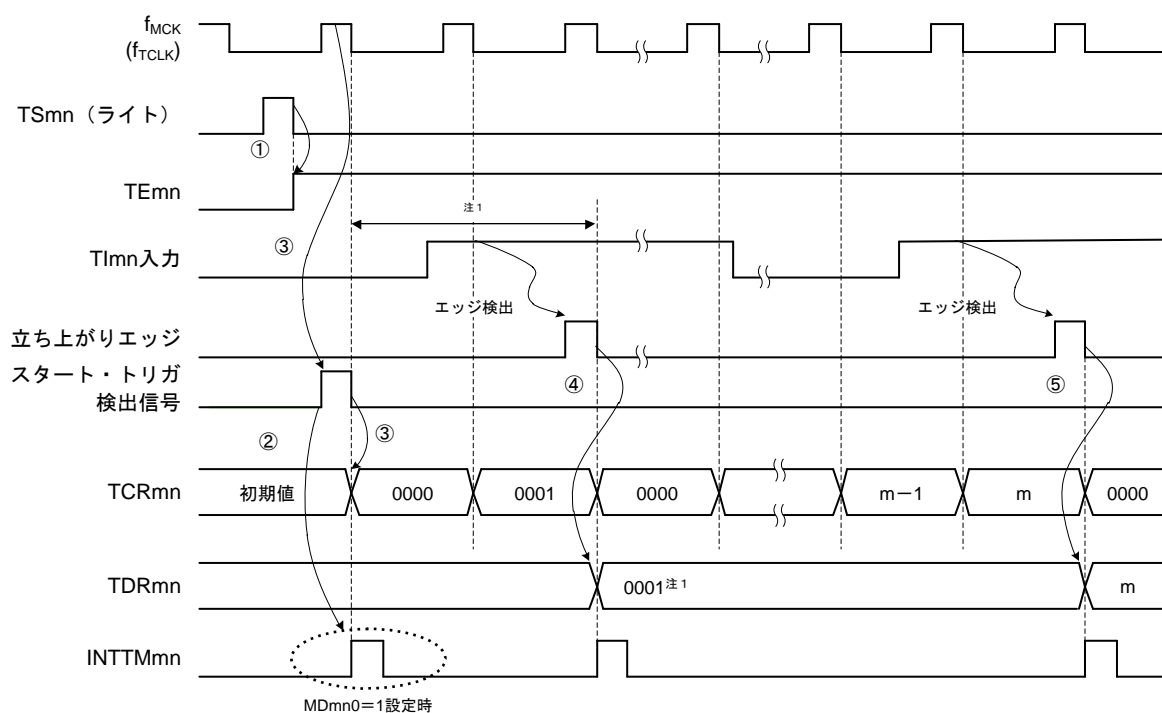 fMCK
(fTCLK)
TSmn（ライト）
①
TEmn
注1
③
TImn入力
エッジ検出
エッジ検出
立ち上がりエッジ
④
⑤
スタート・トリガ
検出信号
②
③
TCRmn
初期値
0000
0001
0000
m－1
m
0000
TDRmn
0001注1
m
INTTMmn
MDmn0＝1設定時